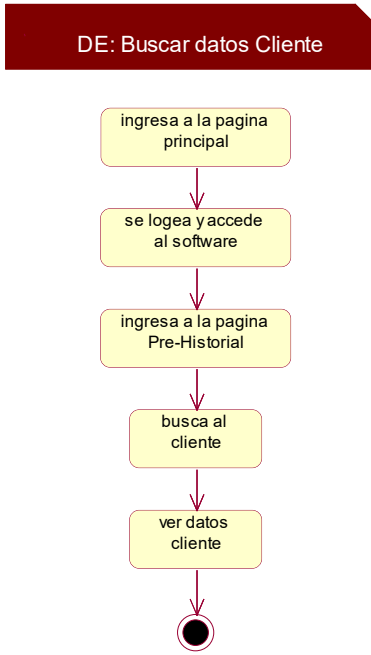 DE: Buscar datos Cliente
ingresa a la pagina
principal
se logea y accede
al software
ingresa a la pagina
Pre-Historial
busca al
cliente
ver datos
cliente